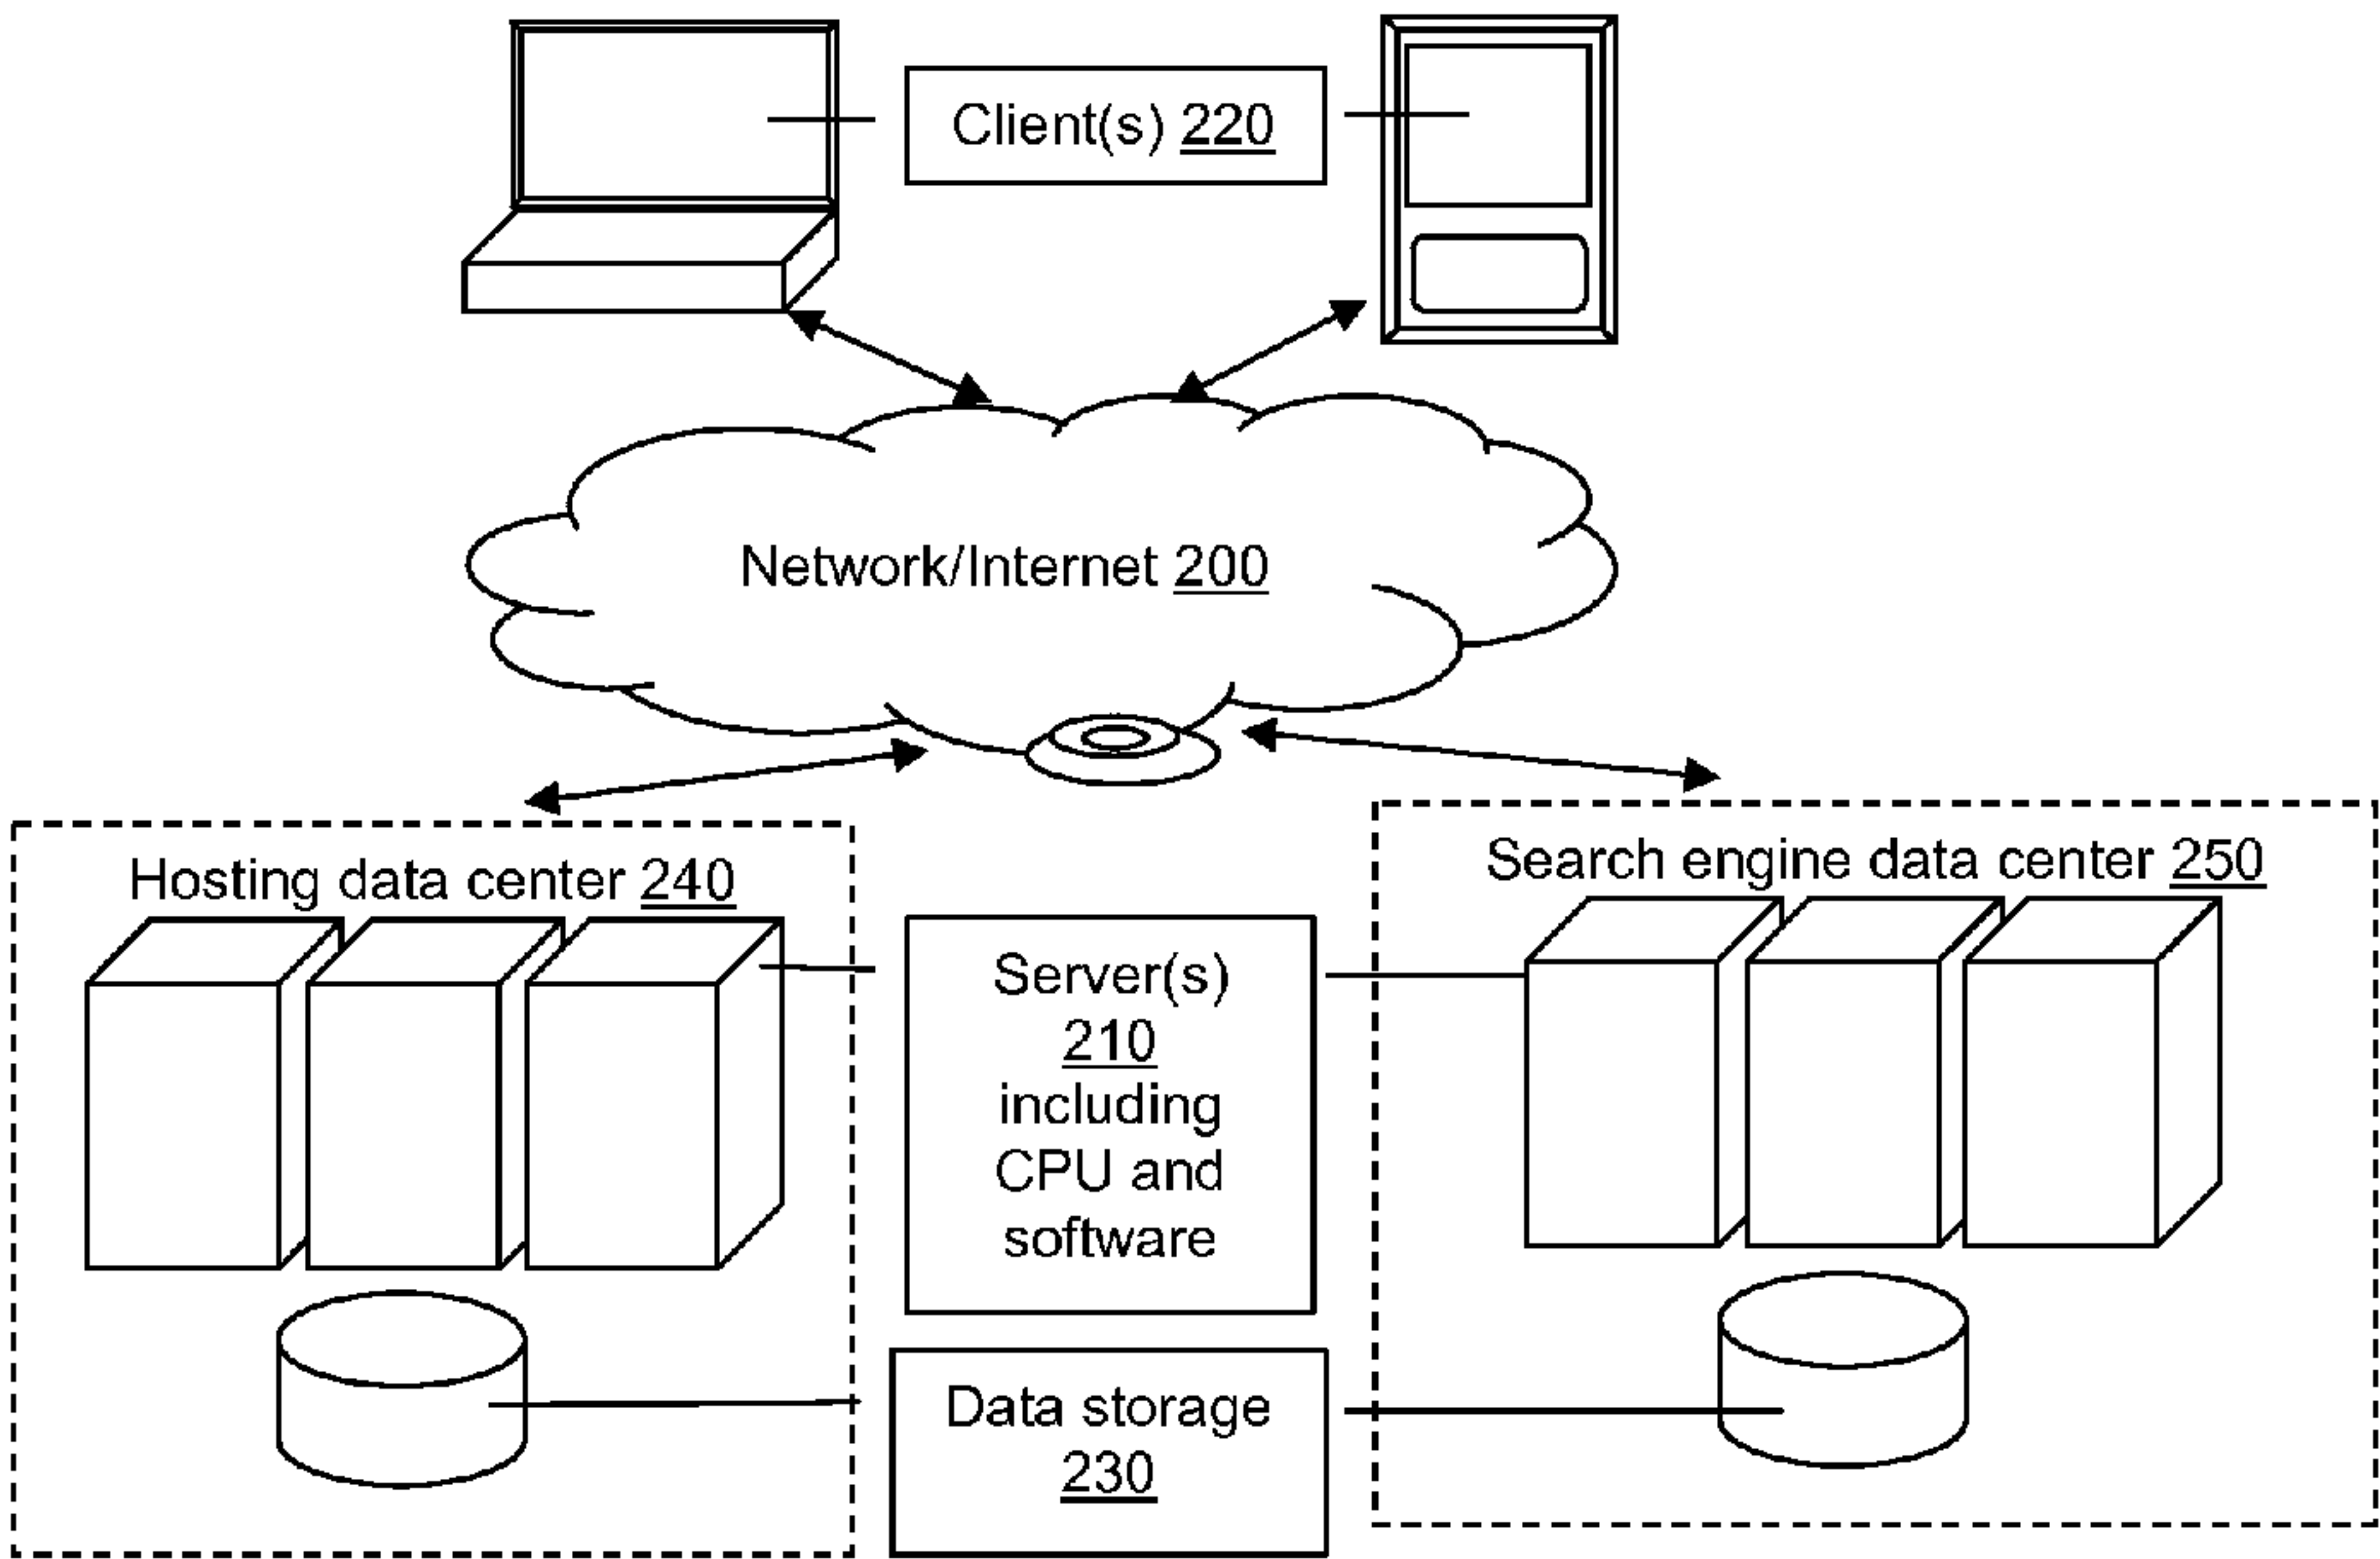 Client(s) 220
Network/Internet 200
Hosting data center 240
Search engine data center 250
Server(s)
210
including
CPU and
software
Data storage
230